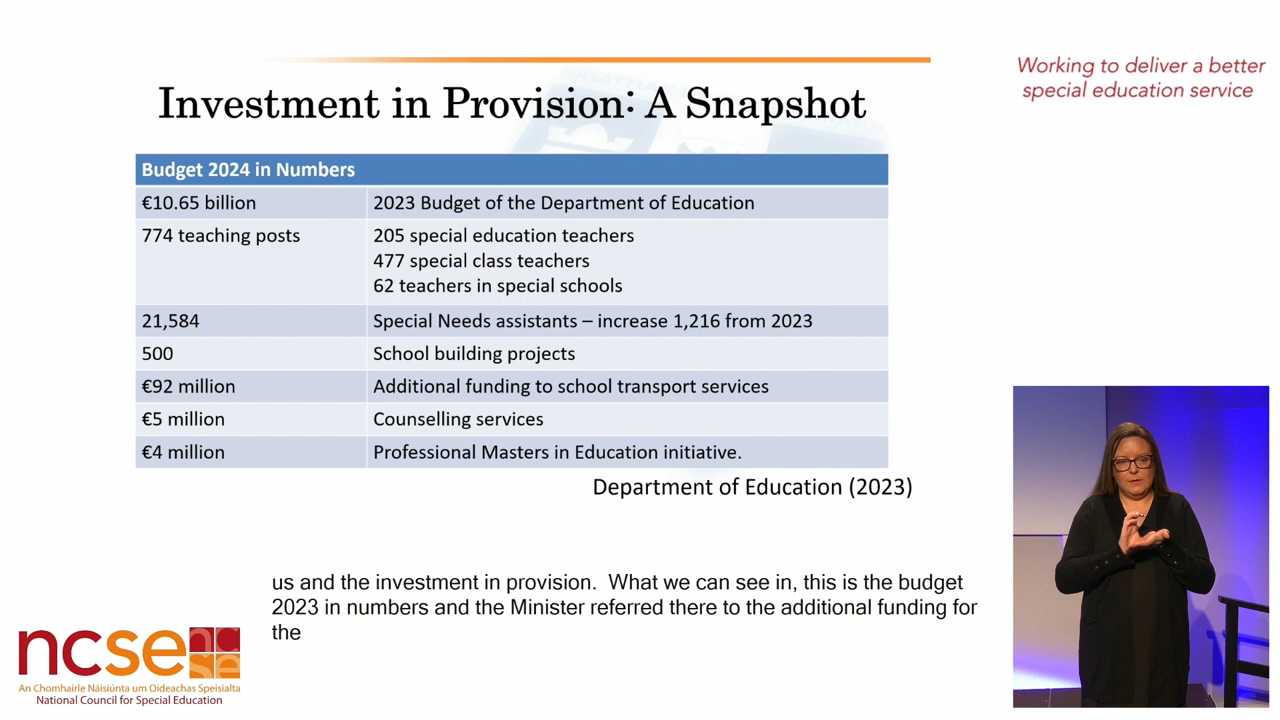 Working to deliver a better
special education service
Investment in Provision: A Snapshot
Budget 2024 in Numbers
€10.65 billion 2023 Budget of the Department of Education
774 teaching posts 205 special education teachers
477 special class teachers
62 teachers in special schools
21,584 Special Needs assistants – increase 1,216 from 2023
500 School building projects
€92 million Additional funding to school transport services
€5 million Counselling services
€4 million Professional Masters in Education initiative.
Department of Education (2023)
us and the investment in provision. What we can see in, this is the budget
2023 in numbers and the Minister referred there to the additional funding for
the
ncse
nc
se
An Chomhairle Náisiúnta um Oideachas Speisialta
National Council for Special Education